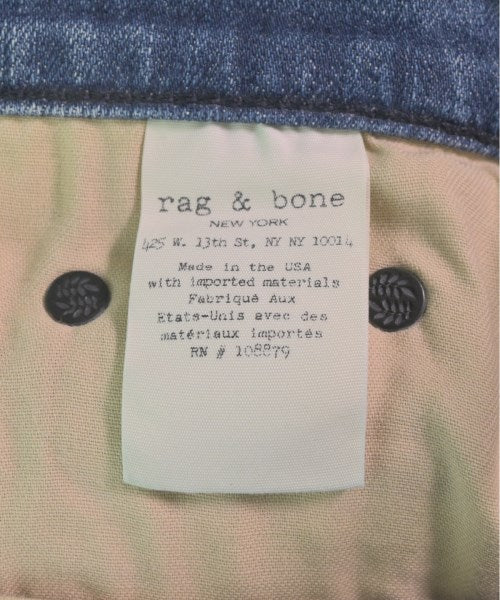 rag & bone
NEW YORK
425 W. 13th St, NY NY 10014
Made in the USA
with imported materials
Fabriqué Aux
Etats-Unis avec des
matériaux importés
RN # 108879